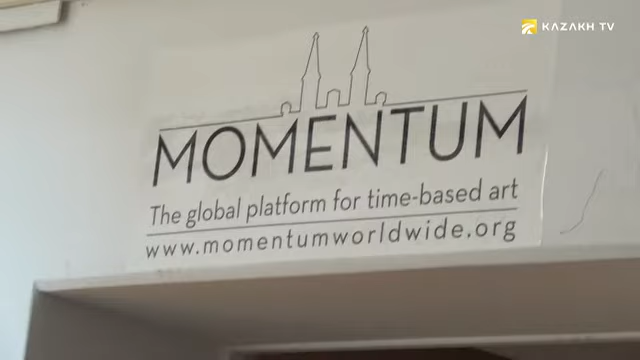 KAZAKH TV
MOMENTUM
The global platform for time-based art
www.momentumworldwide.org